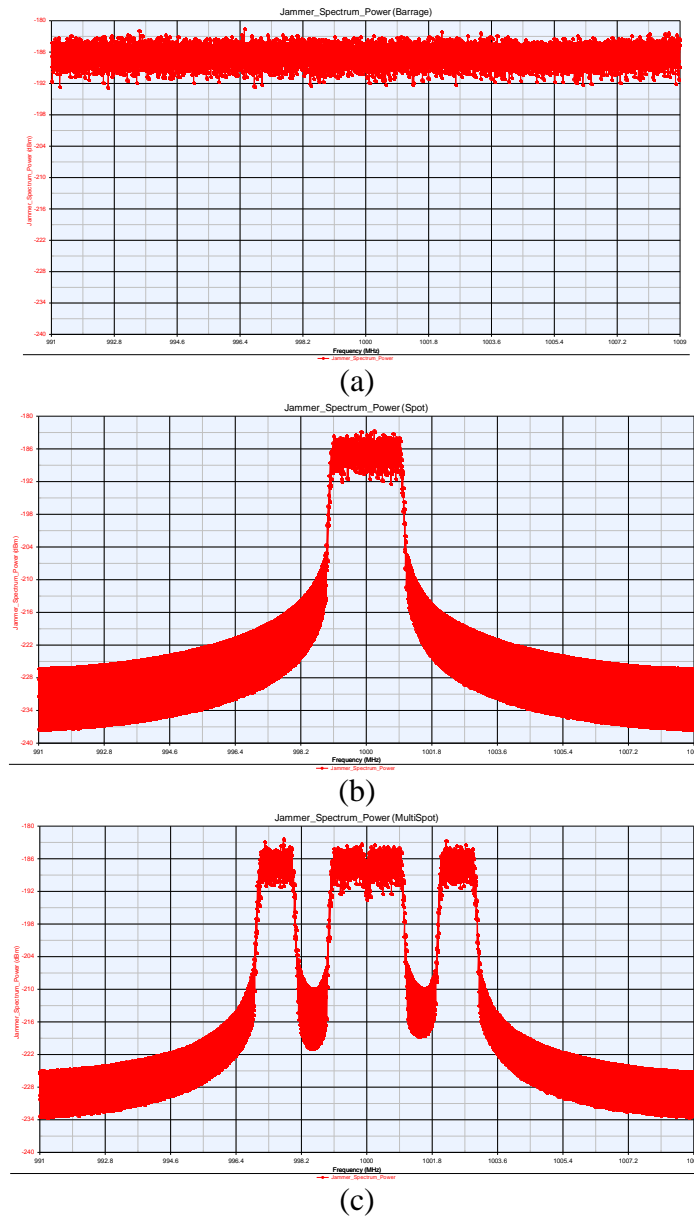 Jammer_Spectrum_Power (Barrage)
Jammer_Spectrum_Power (dBm)
-180
-186
-192
-198
-204
-210
-216
-222
-228
-234
-240
991 992.8 994.6 996.4 998.2 1000 1001.8 1003.6 1005.4 1007.2 1009
Frequency (MHz)
Jammer_Spectrum_Power
(a)
Jammer_Spectrum_Power (Spot)
Jammer_Spectrum_Power (dBm)
-180
-186
-192
-198
-204
-210
-216
-222
-228
-234
-240
991 992.8 994.6 996.4 998.2 1000 1001.8 1003.6 1005.4 1007.2 10
Frequency (MHz)
Jammer_Spectrum_Power
(b)
Jammer_Spectrum_Power (MultiSpot)
Jammer_Spectrum_Power (dBm)
-180
-186
-192
-198
-204
-210
-216
-222
-228
-234
-240
991 992.8 994.6 996.4 998.2 1000 1001.8 1003.6 1005.4 1007.2 10
Frequency (MHz)
Jammer_Spectrum_Power
(c)